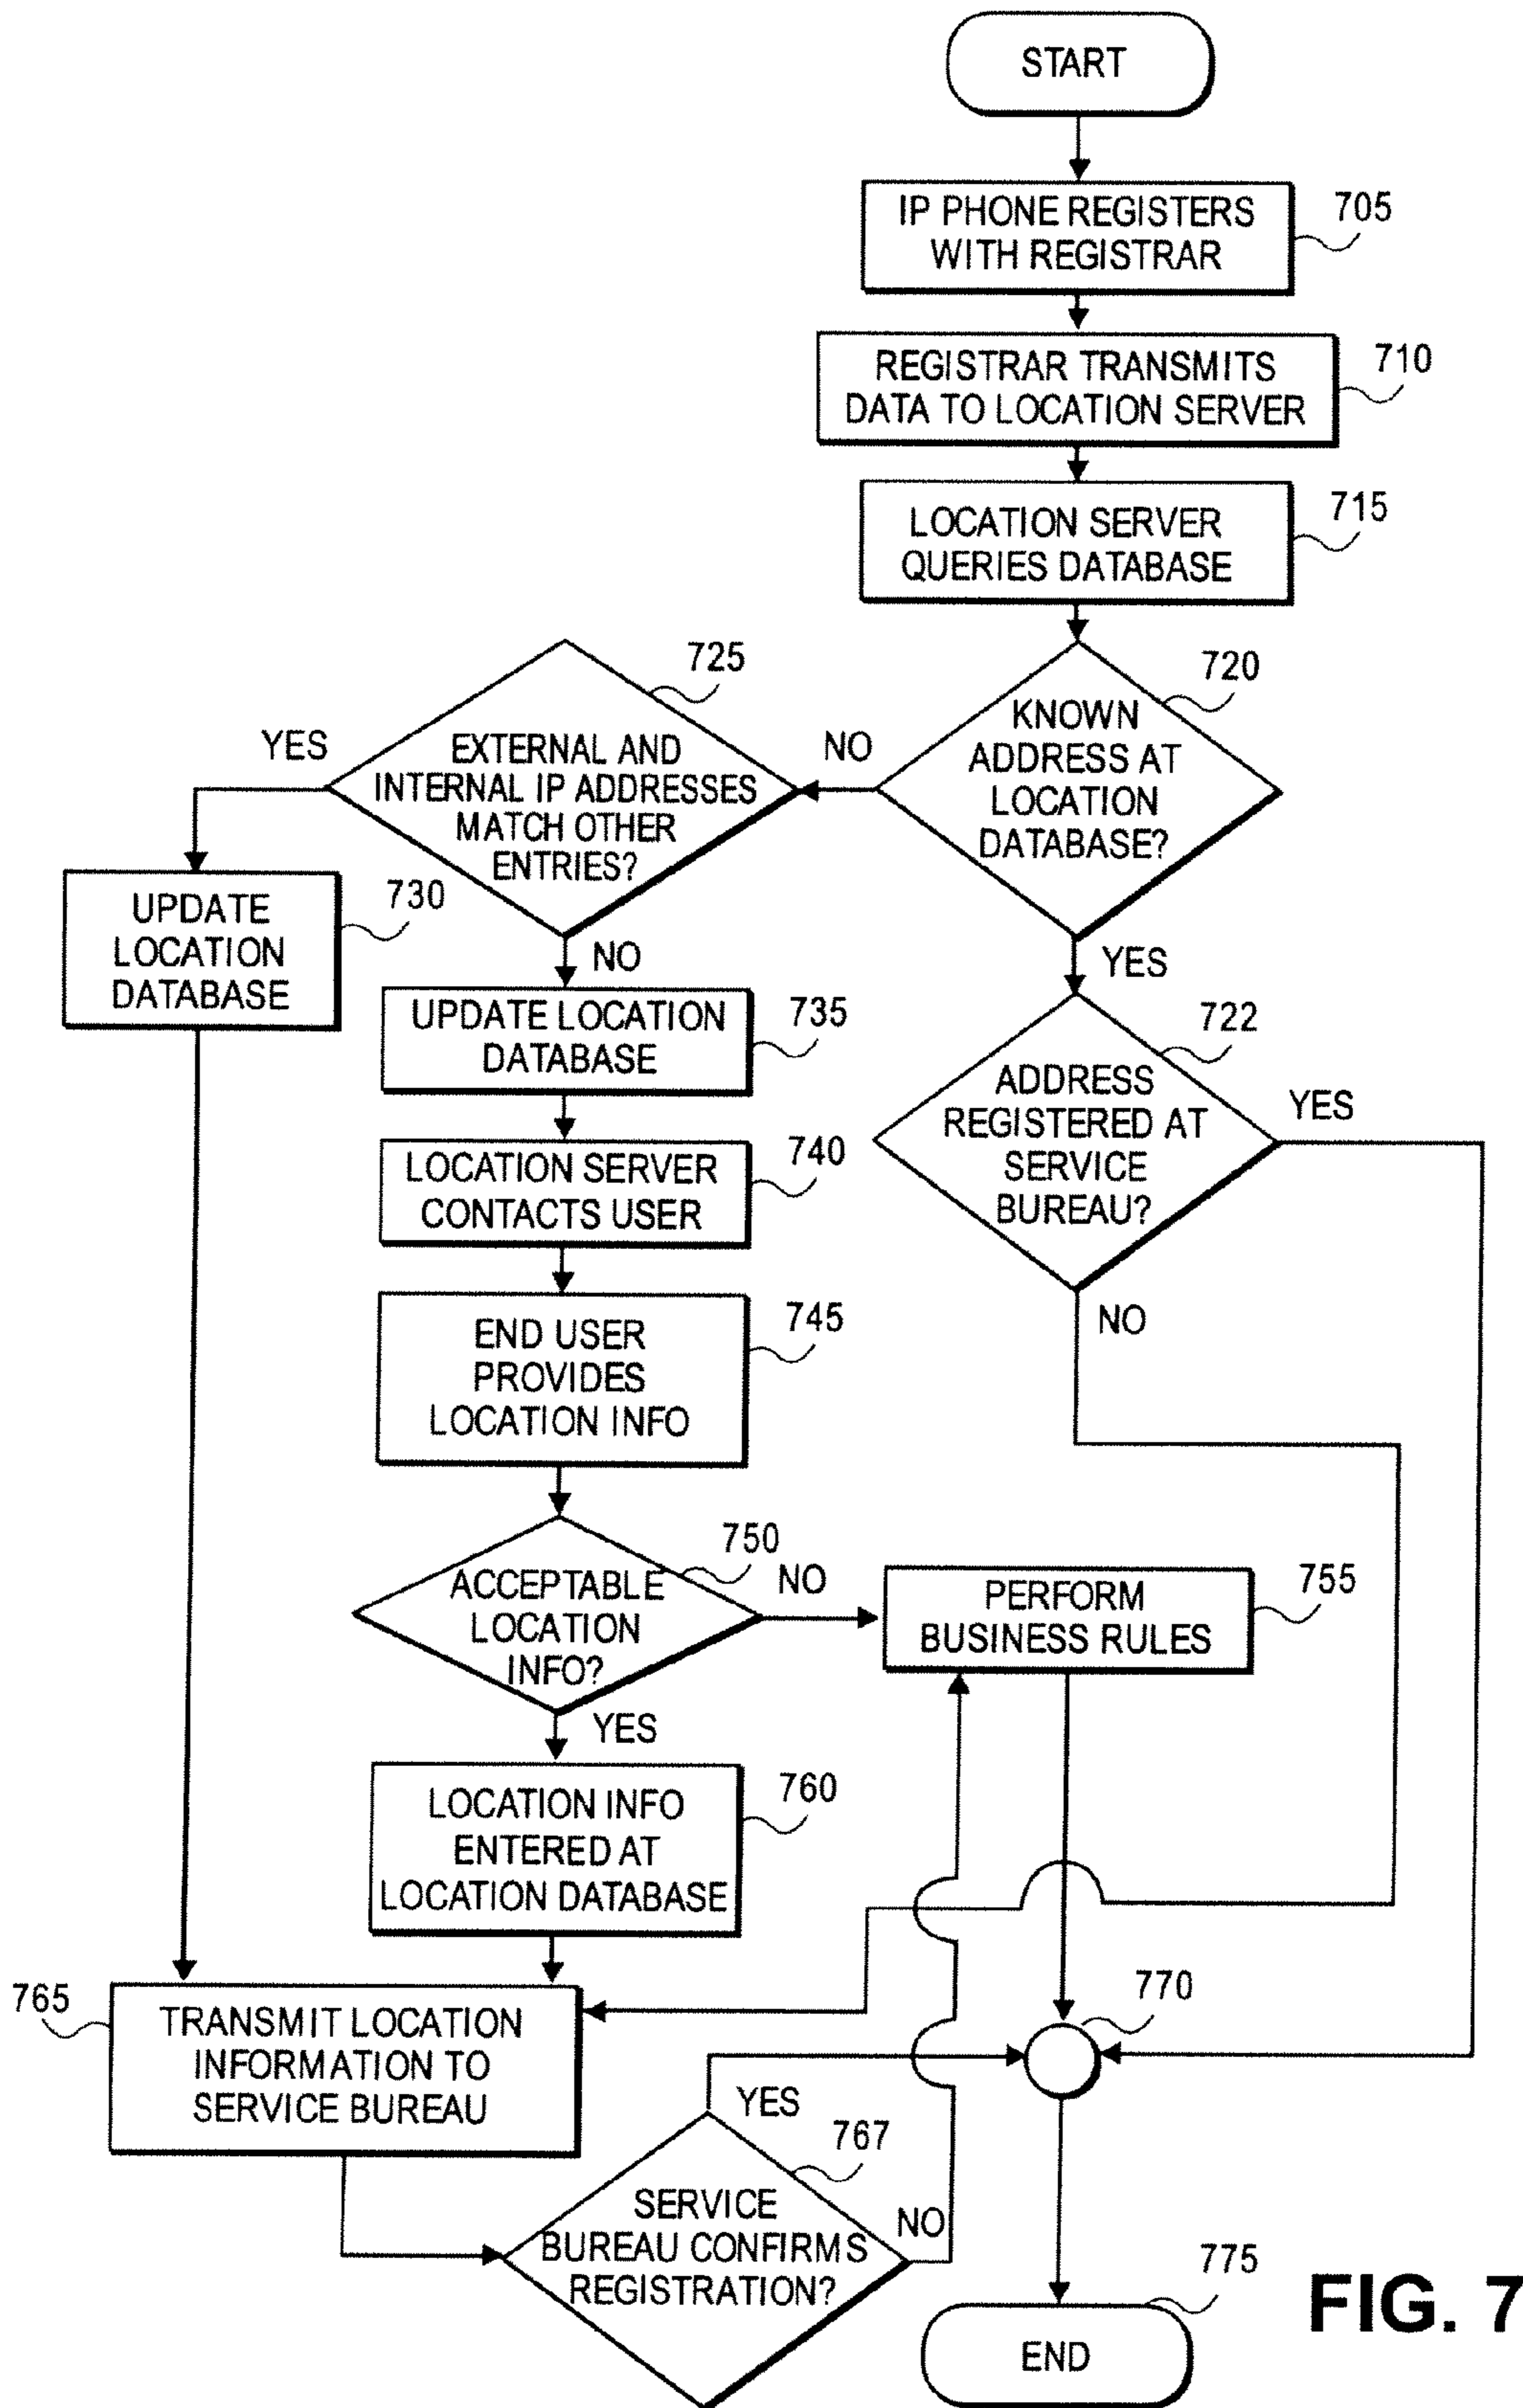 START
IP PHONE REGISTERS
WITH REGISTRAR
705
REGISTRAR TRANSMITS
DATA TO LOCATION SERVER
710
LOCATION SERVER
QUERIES DATABASE
715
KNOWN
ADDRESS AT
LOCATION
DATABASE?
720
NO
YES
EXTERNAL AND
INTERNAL IP ADDRESSES
MATCH OTHER
ENTRIES?
725
YES
NO
UPDATE
LOCATION
DATABASE
730
UPDATE LOCATION
DATABASE
735
ADDRESS
REGISTERED AT
SERVICE
BUREAU?
722
YES
NO
LOCATION SERVER
CONTACTS USER
740
END USER
PROVIDES
LOCATION INFO
745
ACCEPTABLE
LOCATION
INFO?
750
NO
YES
PERFORM
BUSINESS RULES
755
LOCATION INFO
ENTERED AT
LOCATION DATABASE
760
765
TRANSMIT LOCATION
INFORMATION TO
SERVICE BUREAU
770
YES
767
SERVICE
BUREAU CONFIRMS
REGISTRATION?
NO
775
END
FIG. 7